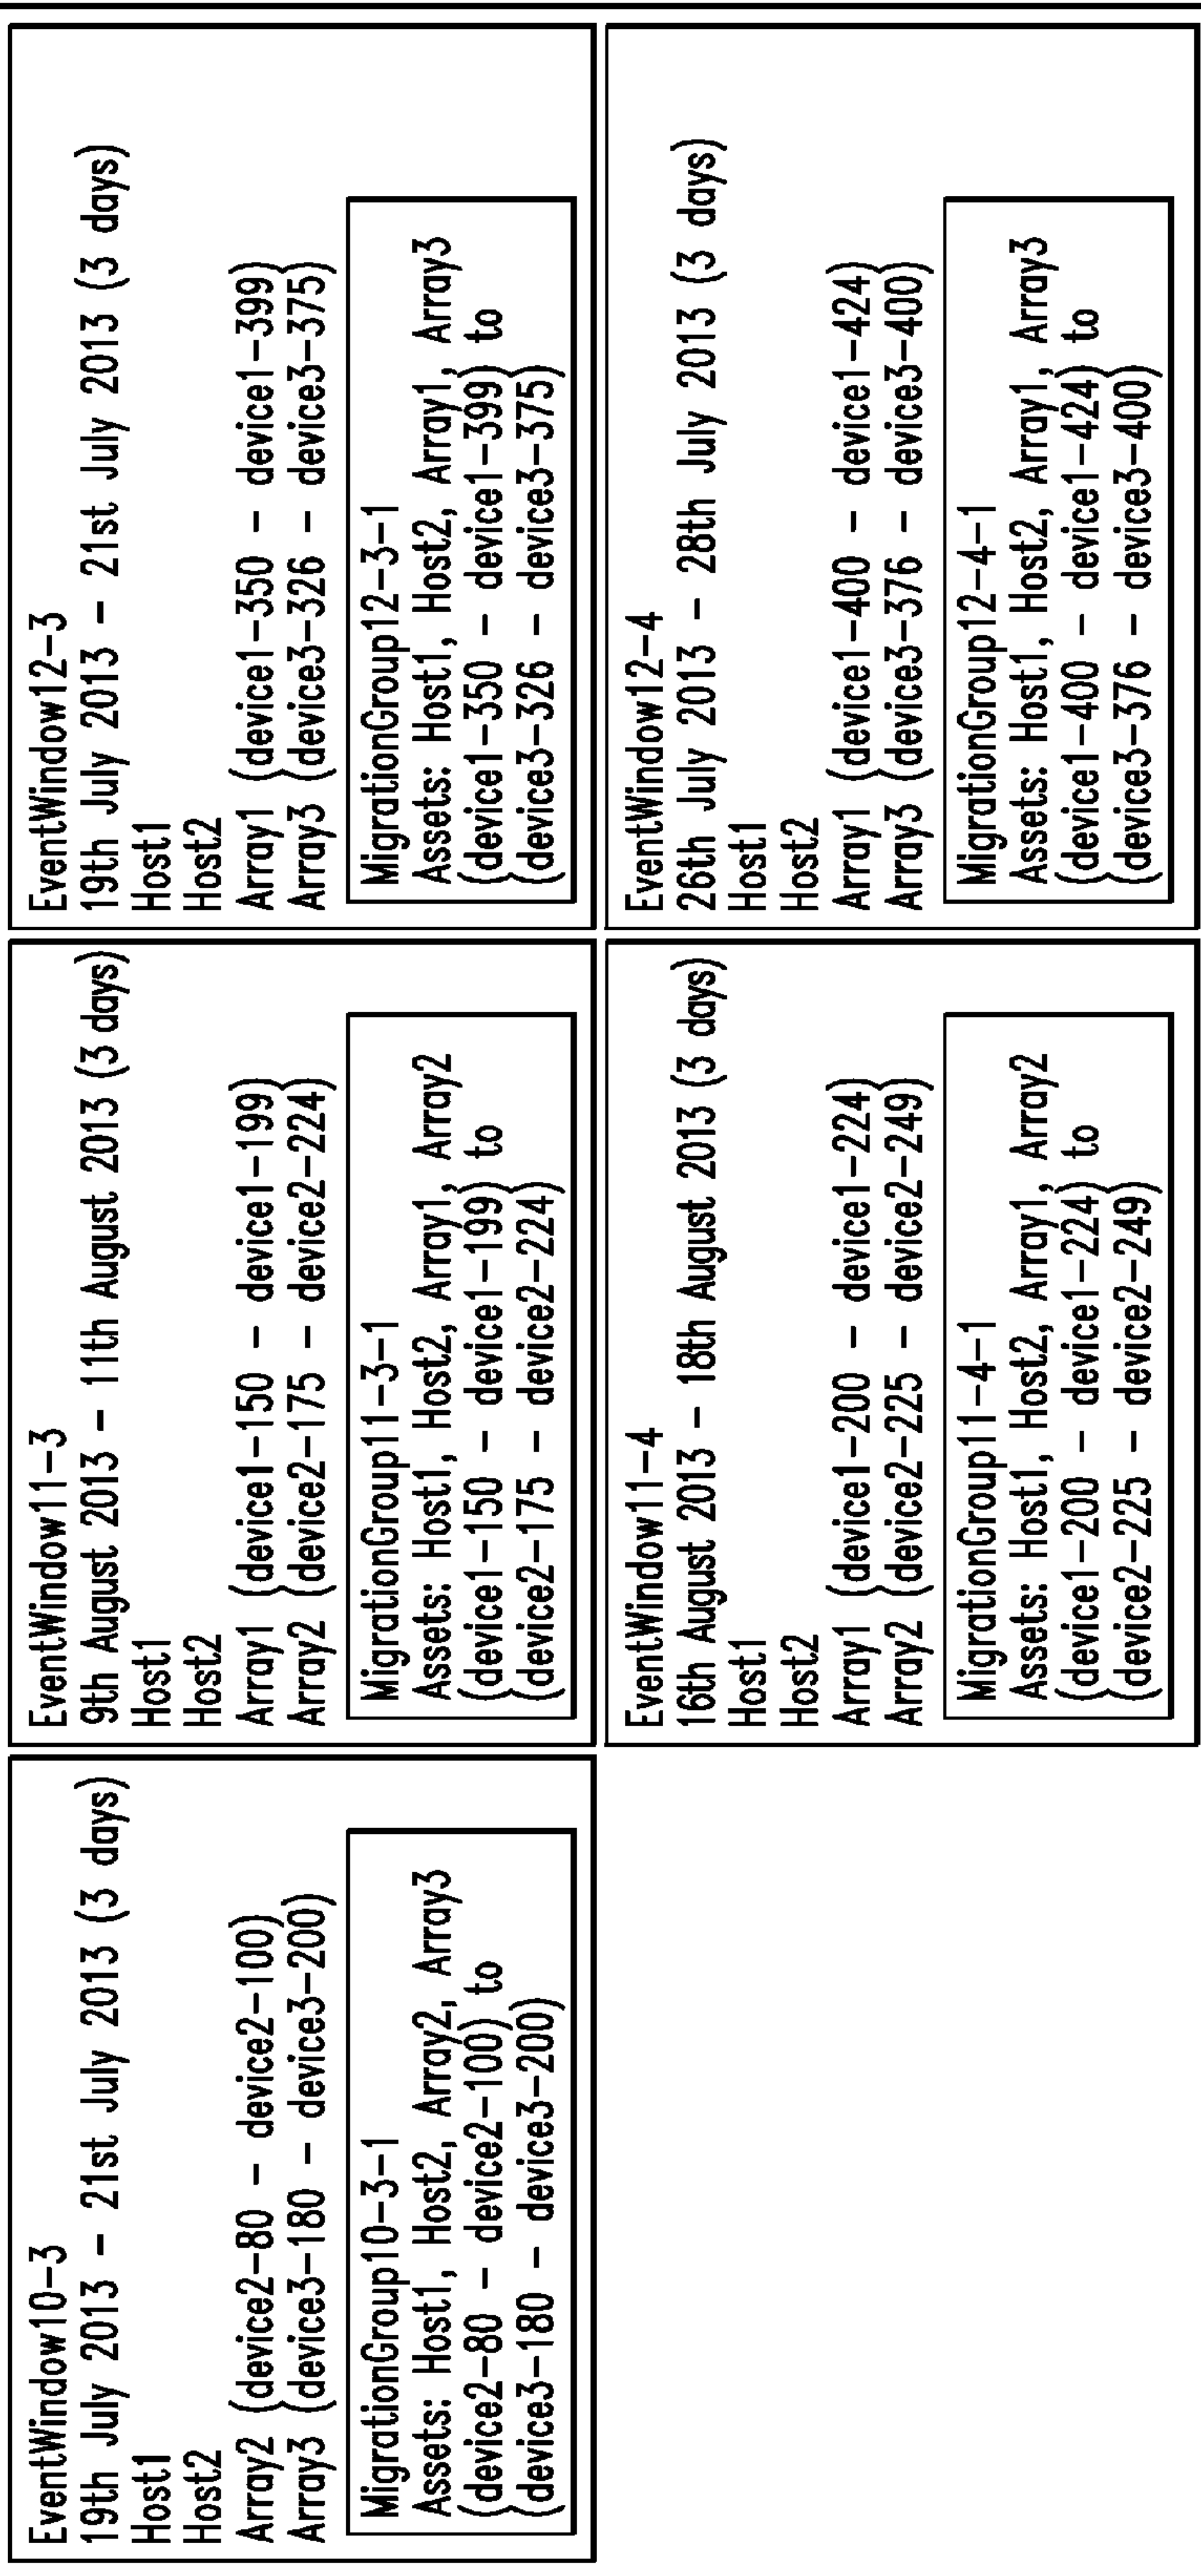 EventWindow10-3
19th July 2013 - 21st July 2013 (3 days)
Host1
Host2
Array2 (device2-80 - device2-100)
Array3 (device3-180 - device3-200)
MigrationGroup10-3-1
Assets: Host1, Host2, Array2, Array3
(device2-80 - device2-100) to
(device3-180 - device3-200)
EventWindow11-3
9th August 2013 - 11th August 2013 (3 days)
Host1
Host2
Array1 (device1-150 - device1-199)
Array2 (device2-175 - device2-224)
MigrationGroup11-3-1
Assets: Host1, Host2, Array1, Array2
(device1-150 - device1-199) to
(device2-175 - device2-224)
EventWindow12-3
19th July 2013 - 21st July 2013 (3 days)
Host1
Host2
Array1 (device1-350 - device1-399)
Array3 (device3-326 - device3-375)
MigrationGroup12-3-1
Assets: Host1, Host2, Array1, Array3
(device1-350 - device1-399) to
(device3-326 - device3-375)
EventWindow11-4
16th August 2013 - 18th August 2013 (3 days)
Host1
Host2
Array1 (device1-200 - device1-224)
Array2 (device2-225 - device2-249)
MigrationGroup11-4-1
Assets: Host1, Host2, Array1, Array2
(device1-200 - device1-224) to
(device2-225 - device2-249)
EventWindow12-4
26th July 2013 - 28th July 2013 (3 days)
Host1
Host2
Array1 (device1-400 - device1-424)
Array3 (device3-376 - device3-400)
MigrationGroup12-4-1
Assets: Host1, Host2, Array1, Array3
(device1-400 - device1-424) to
(device3-376 - device3-400)